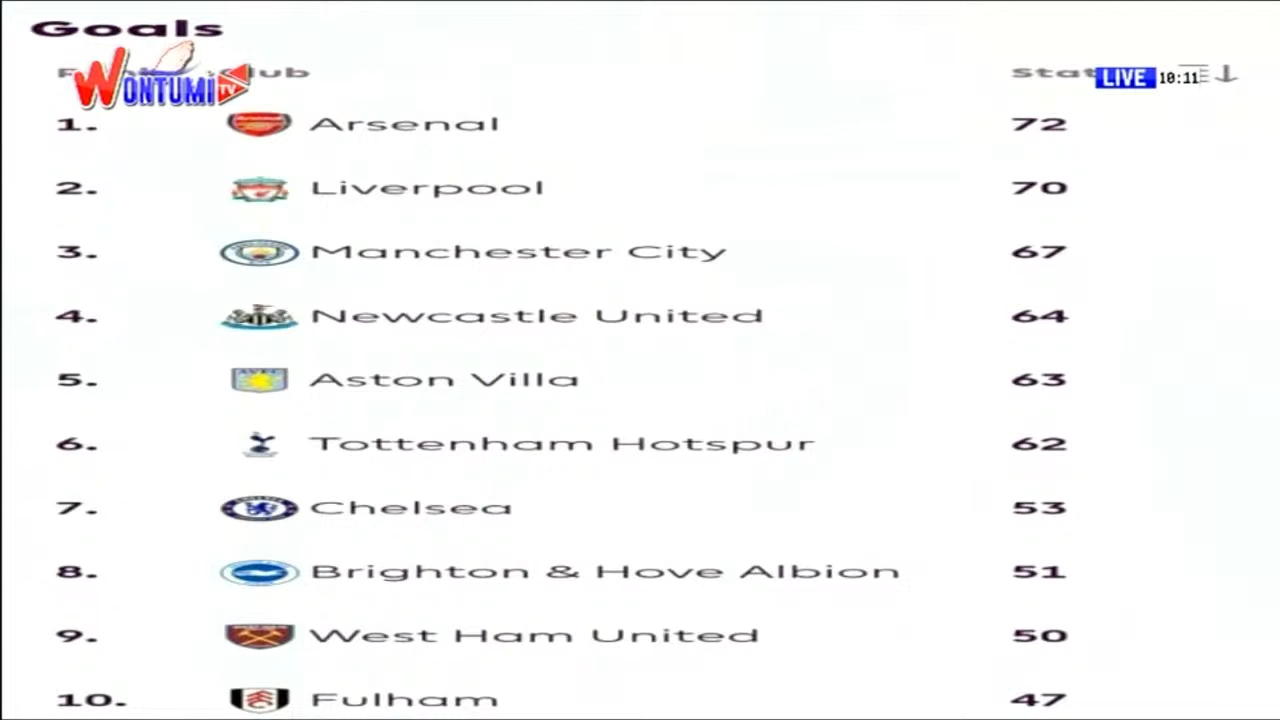 Goals
WONTUMI TV
LIVE 10:11
1. Arsenal 72
2. Liverpool 70
3. Manchester City 67
4. Newcastle United 64
5. Aston Villa 63
6. Tottenham Hotspur 62
7. Chelsea 53
8. Brighton & Hove Albion 51
9. West Ham United 50
10. Fulham 47